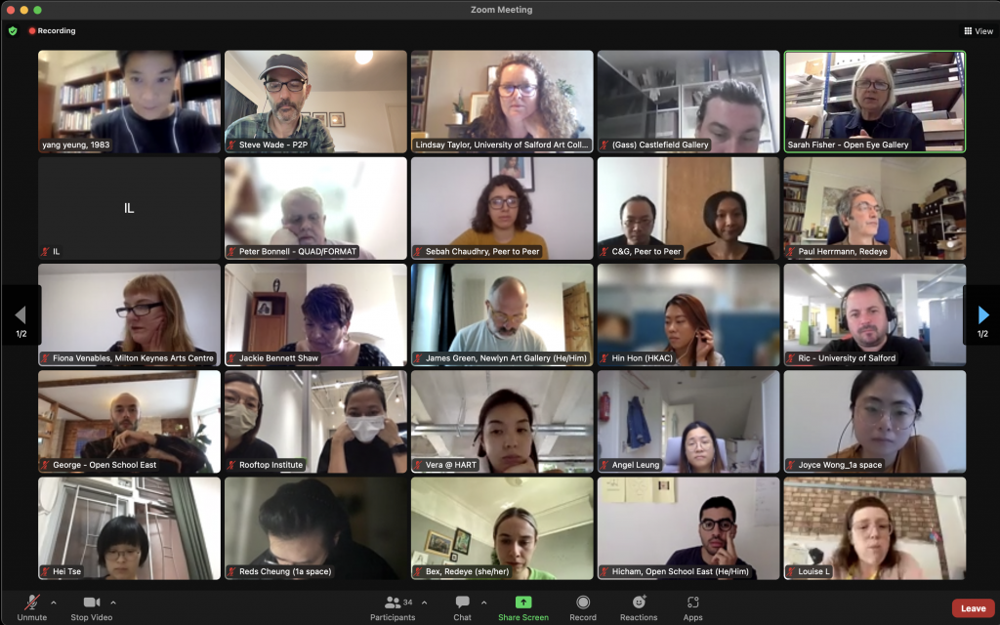 Zoom Meeting
Recording
View
yang yeung, 1983
Steve Wade - P2P
Lindsay Taylor, University of Salford Art Coll...
(Gass) Castlefield Gallery
Sarah Fisher - Open Eye Gallery
IL
IL
Peter Bonnell - QUAD/FORMAT
Sebah Chaudhry, Peer to Peer
C&G, Peer to Peer
Paul Herrmann, Redeye
1/2
Fiona Venables, Milton Keynes Arts Centre
Jackie Bennett Shaw
James Green, Newlyn Art Gallery (He/Him)
Hin Hon (HKAC)
Ric - University of Salford
1/2
George - Open School East
Rooftop Institute
Vera @ HART
Angel Leung
Joyce Wong_1a space
Hei Tse
Reds Cheung (1a space)
Bex, Redeye (she/her)
Hicham, Open School East (He/Him)
Louise L
Unmute
Stop Video
Participants
34
Chat
Share Screen
Record
Reactions
Apps
Leave